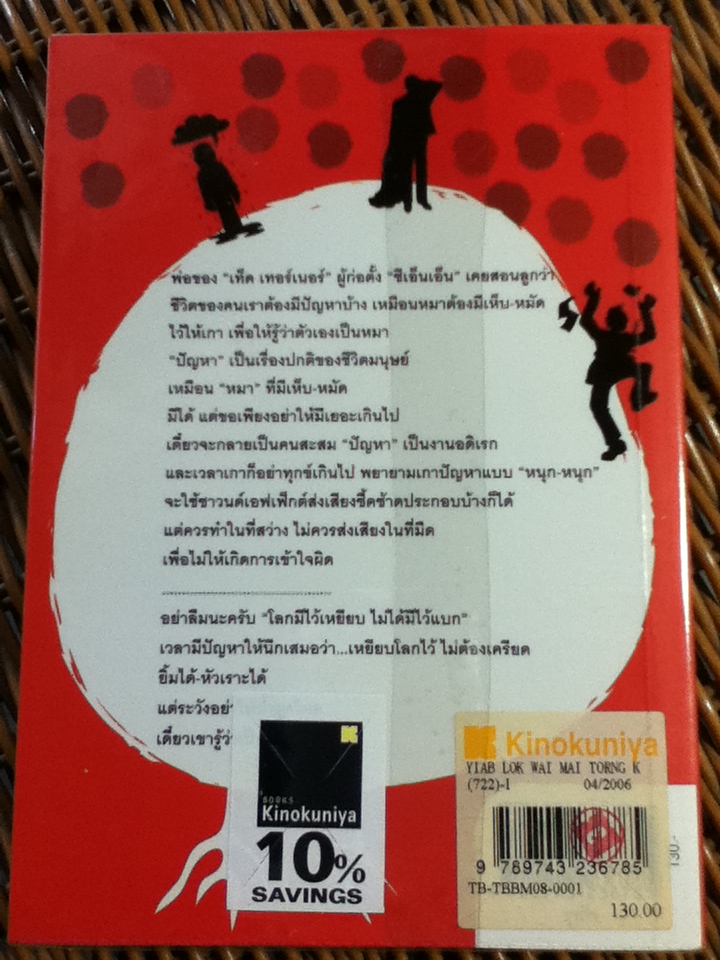 พ่อของ "เท็ด เทอร์เนอร์" ผู้ก่อตั้ง "ซีเอ็นเอ็น" เคยสอนลูกว่า
ชีวิตของคนเราต้องมีปัญหาบ้าง เหมือนหมาต้องมีเห็บ-หมัด
ไว้ให้เกา เพื่อให้รู้ว่าตัวเองเป็นหมา
"ปัญหา" เป็นเรื่องปกติของชีวิตมนุษย์
เหมือน "หมา" ที่มีเห็บ-หมัด
มีได้ แต่ขอเพียงอย่าให้มีเยอะเกินไป
เดี๋ยวจะกลายเป็นคนสะสม "ปัญหา" เป็นงานอดิเรก
และเวลาเกาก็อย่าทุกข์เกินไป พยายามเกาปัญหาแบบ "หนุก-หนุก"
จะใช้ซาวนด์เอฟเฟ็กต์ส่งเสียงซี้ดซ้าดประกอบบ้างก็ได้
แต่ควรทำในที่สว่าง ไม่ควรส่งเสียงในที่มืด
เพื่อไม่ให้เกิดการเข้าใจผิด
อย่าลืมนะครับ "โลกมีไว้เหยียบ ไม่ได้มีไว้แบก"
เวลามีปัญหาให้นึกเสมอว่า...เหยียบโลกไว้ ไม่ต้องเครียด
ยิ้มได้-หัวเราะได้
แต่ระวังอย่า
เดี๋ยวเขารู้ว่
BOOKS
Kinokuniya
10%
SAVINGS
Kinokuniya
YIAB LOK WAI MAI TORNG K
(722)-1 04/2006
9 789743 236785
TB-TBBM08-0001
130.00
130.-